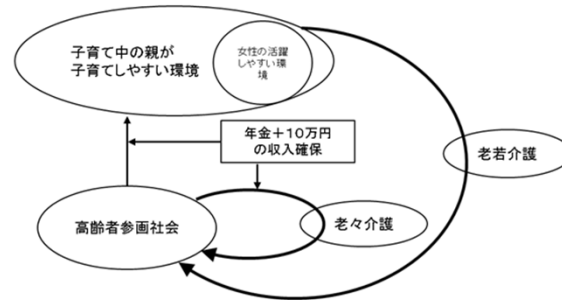 子育て中の親が
子育てしやすい環境
女性の活躍
しやすい環
境
年金＋10万円
の収入確保
老若介護
高齢者参画社会
老々介護